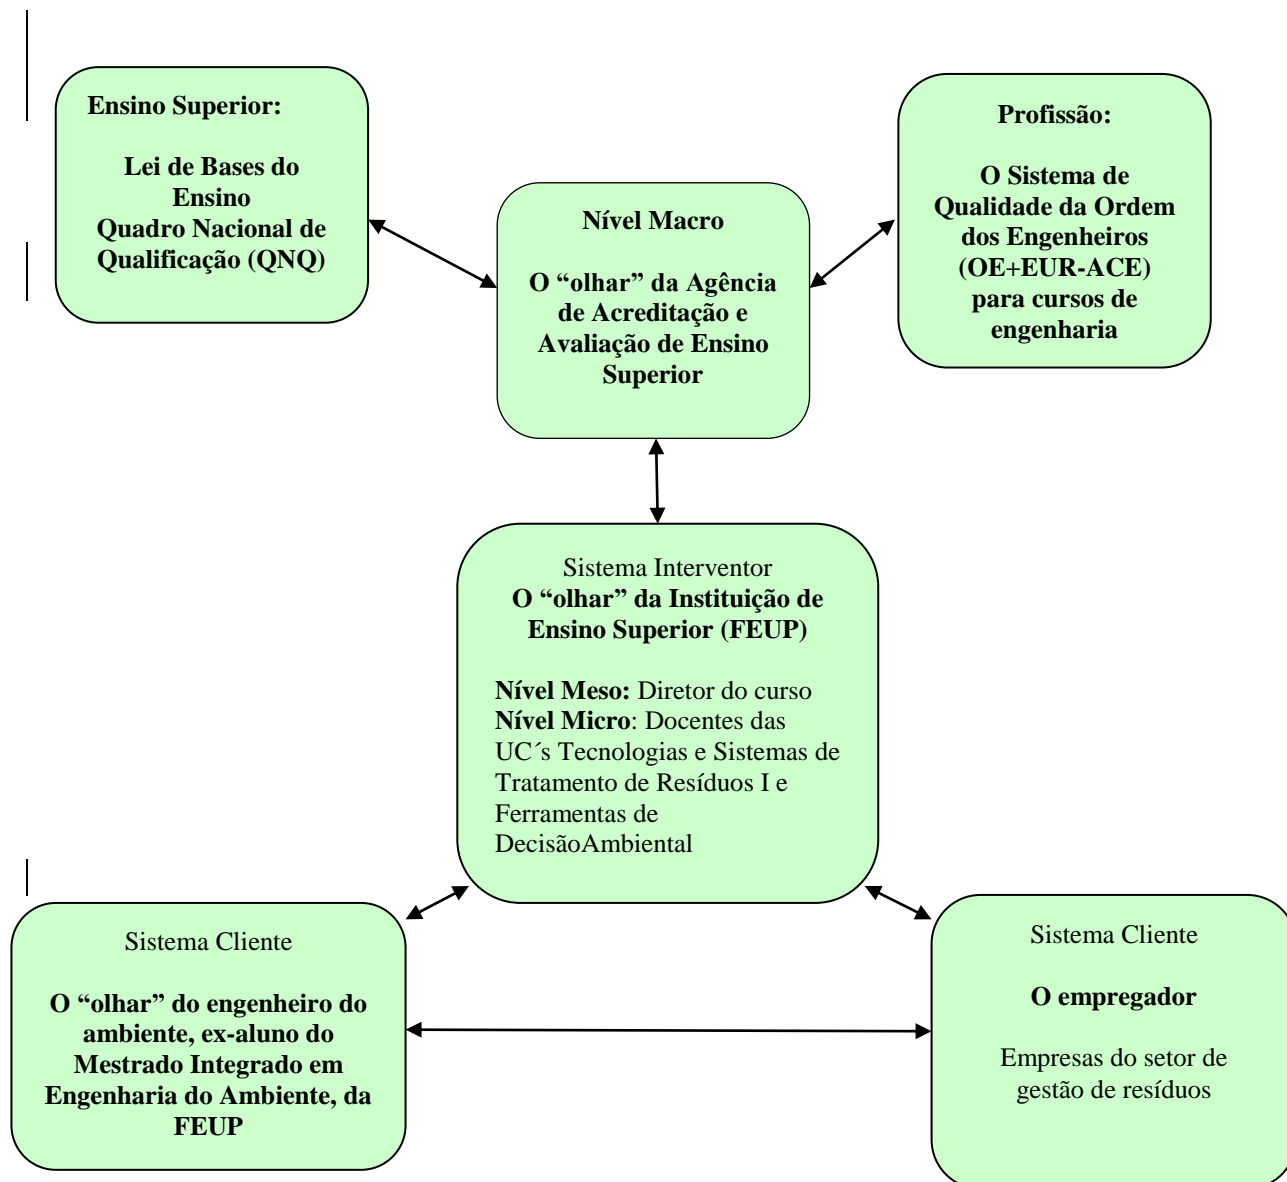 Ensino Superior:
Lei de Bases do
Ensino
Quadro Nacional de
Qualificação (QNQ)
Profissão:
O Sistema de
Qualidade da Ordem
dos Engenheiros
(OE+EUR-ACE)
para cursos de
engenharia
Nível Macro
O “olhar” da Agência
de Acreditação e
Avaliação de Ensino
Superior
Sistema Interventor
O “olhar” da Instituição de
Ensino Superior (FEUP)
Nível Meso: Diretor do curso
Nível Micro: Docentes das
UC´s Tecnologias e Sistemas de
Tratamento de Resíduos I e
Ferramentas de
DecisãoAmbiental
Sistema Cliente
O “olhar” do engenheiro do
ambiente, ex-aluno do
Mestrado Integrado em
Engenharia do Ambiente, da
FEUP
Sistema Cliente
O empregador
Empresas do setor de
gestão de resíduos